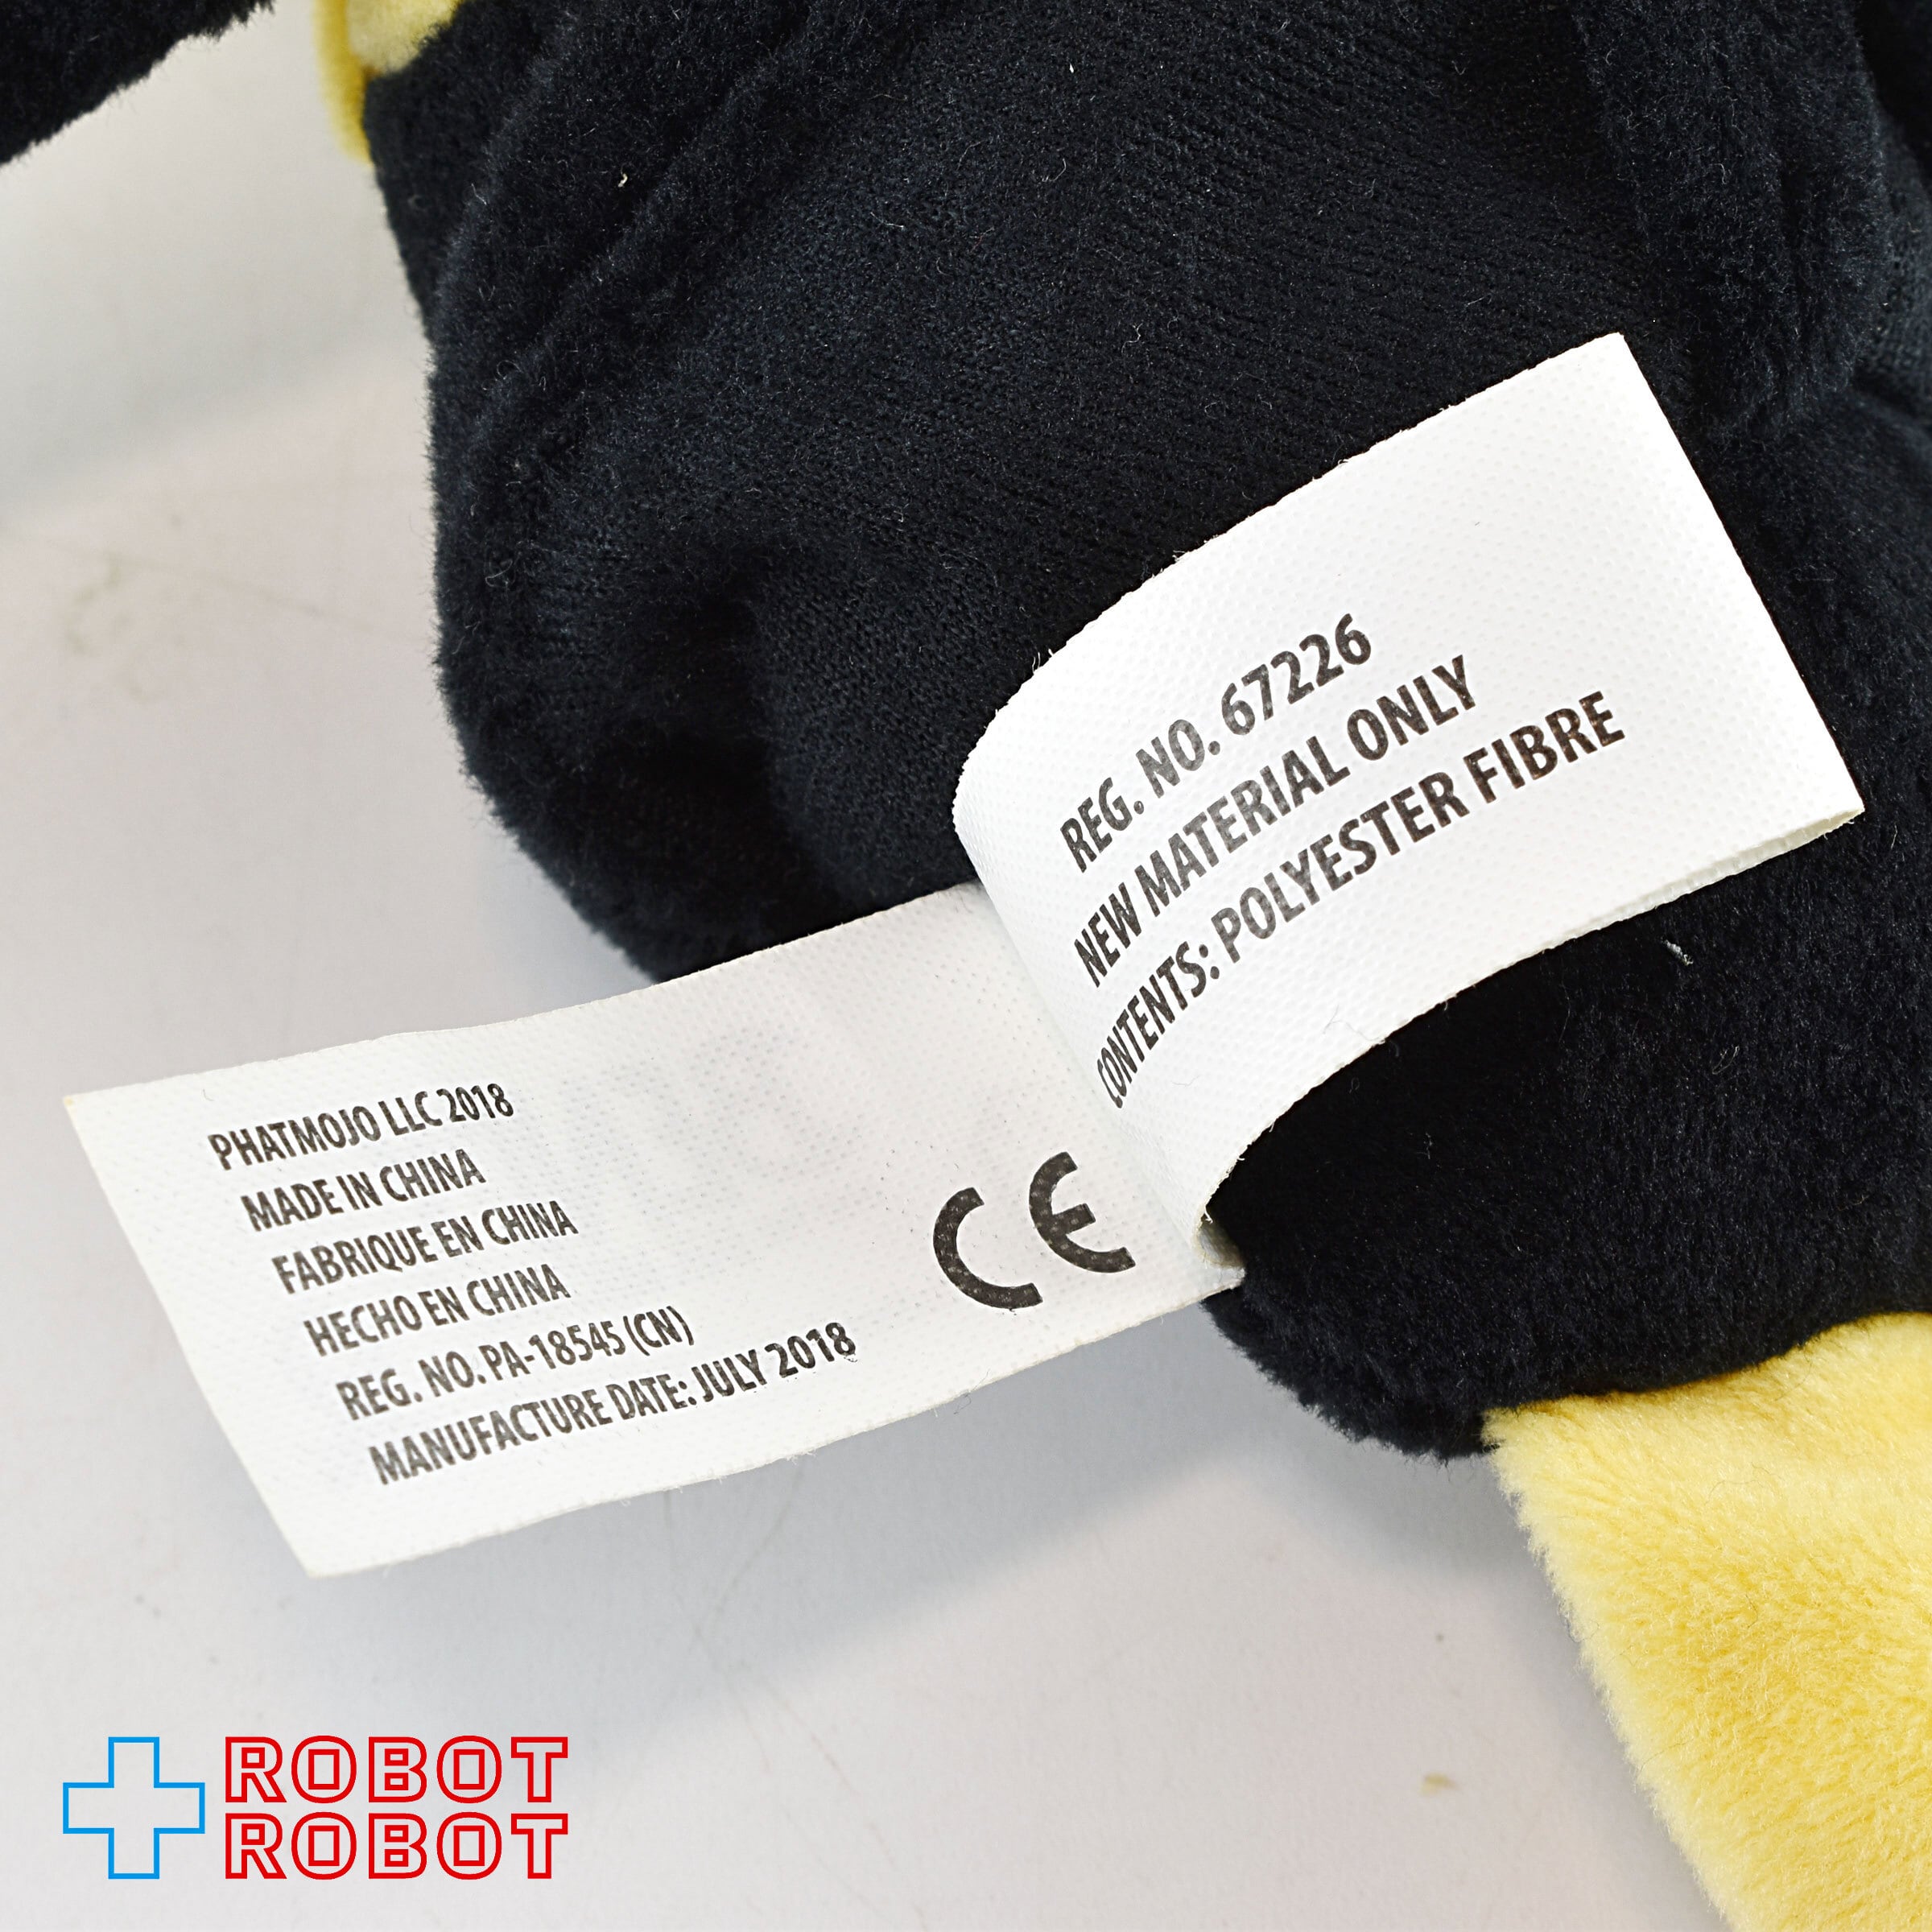 REG. NO. 67226
NEW MATERIAL ONLY
CONTENTS: POLYESTER FIBRE
PHATMOJO LLC 2018
MADE IN CHINA
FABRIQUE EN CHINA
HECHO EN CHINA
REG. NO. PA-18545 (CN)
MANUFACTURE DATE: JULY 2018
CE
ROBOT
ROBOT